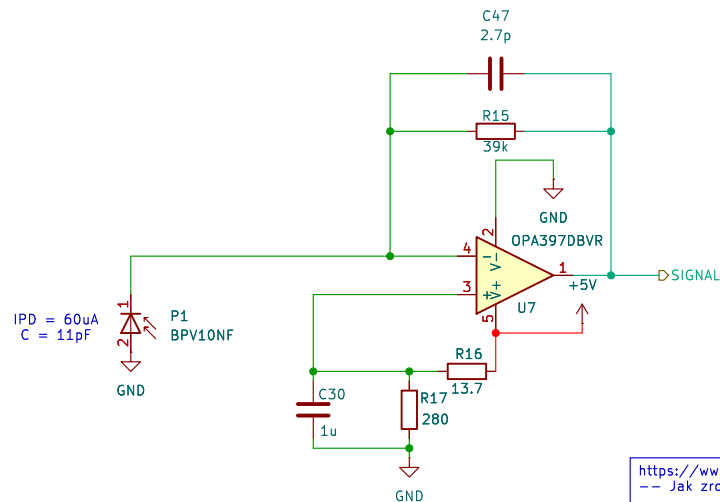 C47
2.7p
R15
39k
GND
OPA397DBVR
2
V-
4
-
1
SIGNAL
+5V
3
+
V+
U7
5
1
P1
IPD = 60uA
C = 11pF
BPV10NF
2
GND
R16
13.7
C30
R17
280
1u
GND
https://ww
-- Jak zro